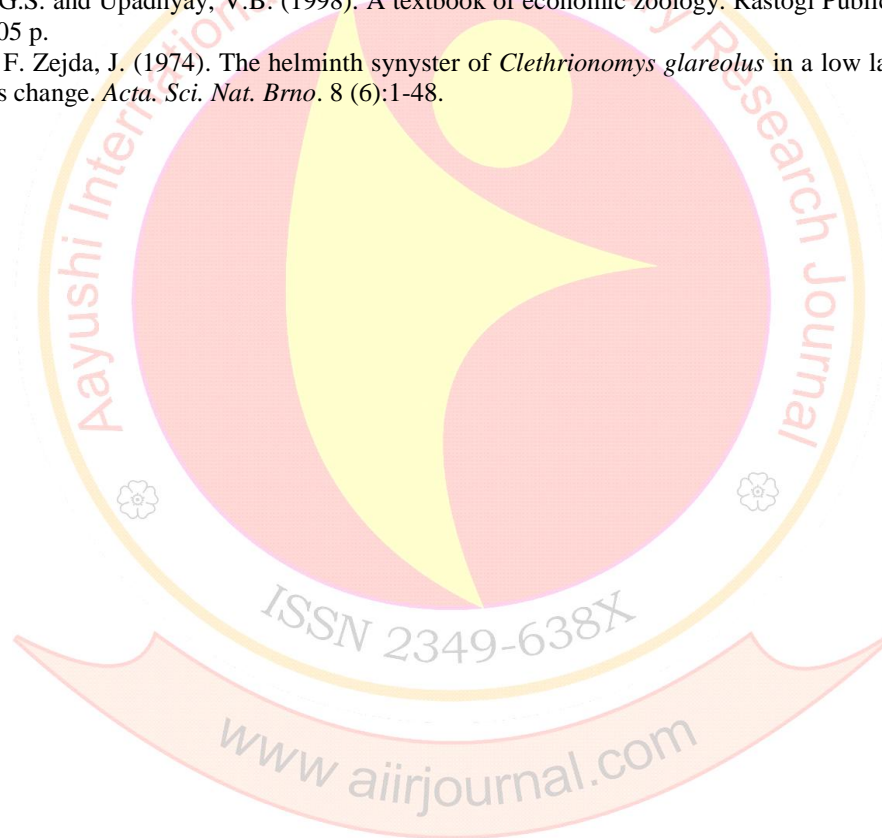 G.S. and Upadhyay, V.B. (1998). A textbook of economic zoology. Rastogi Public
05 p.
F. Zejda, J. (1974). The helminth synyster of Clethrionomys glareolus in a low la
s change. Acta. Sci. Nat. Brno. 8 (6):1-48.
Aayushi Internation
y Research Journal
ISSN 2349-638X
www aiirjournal.com